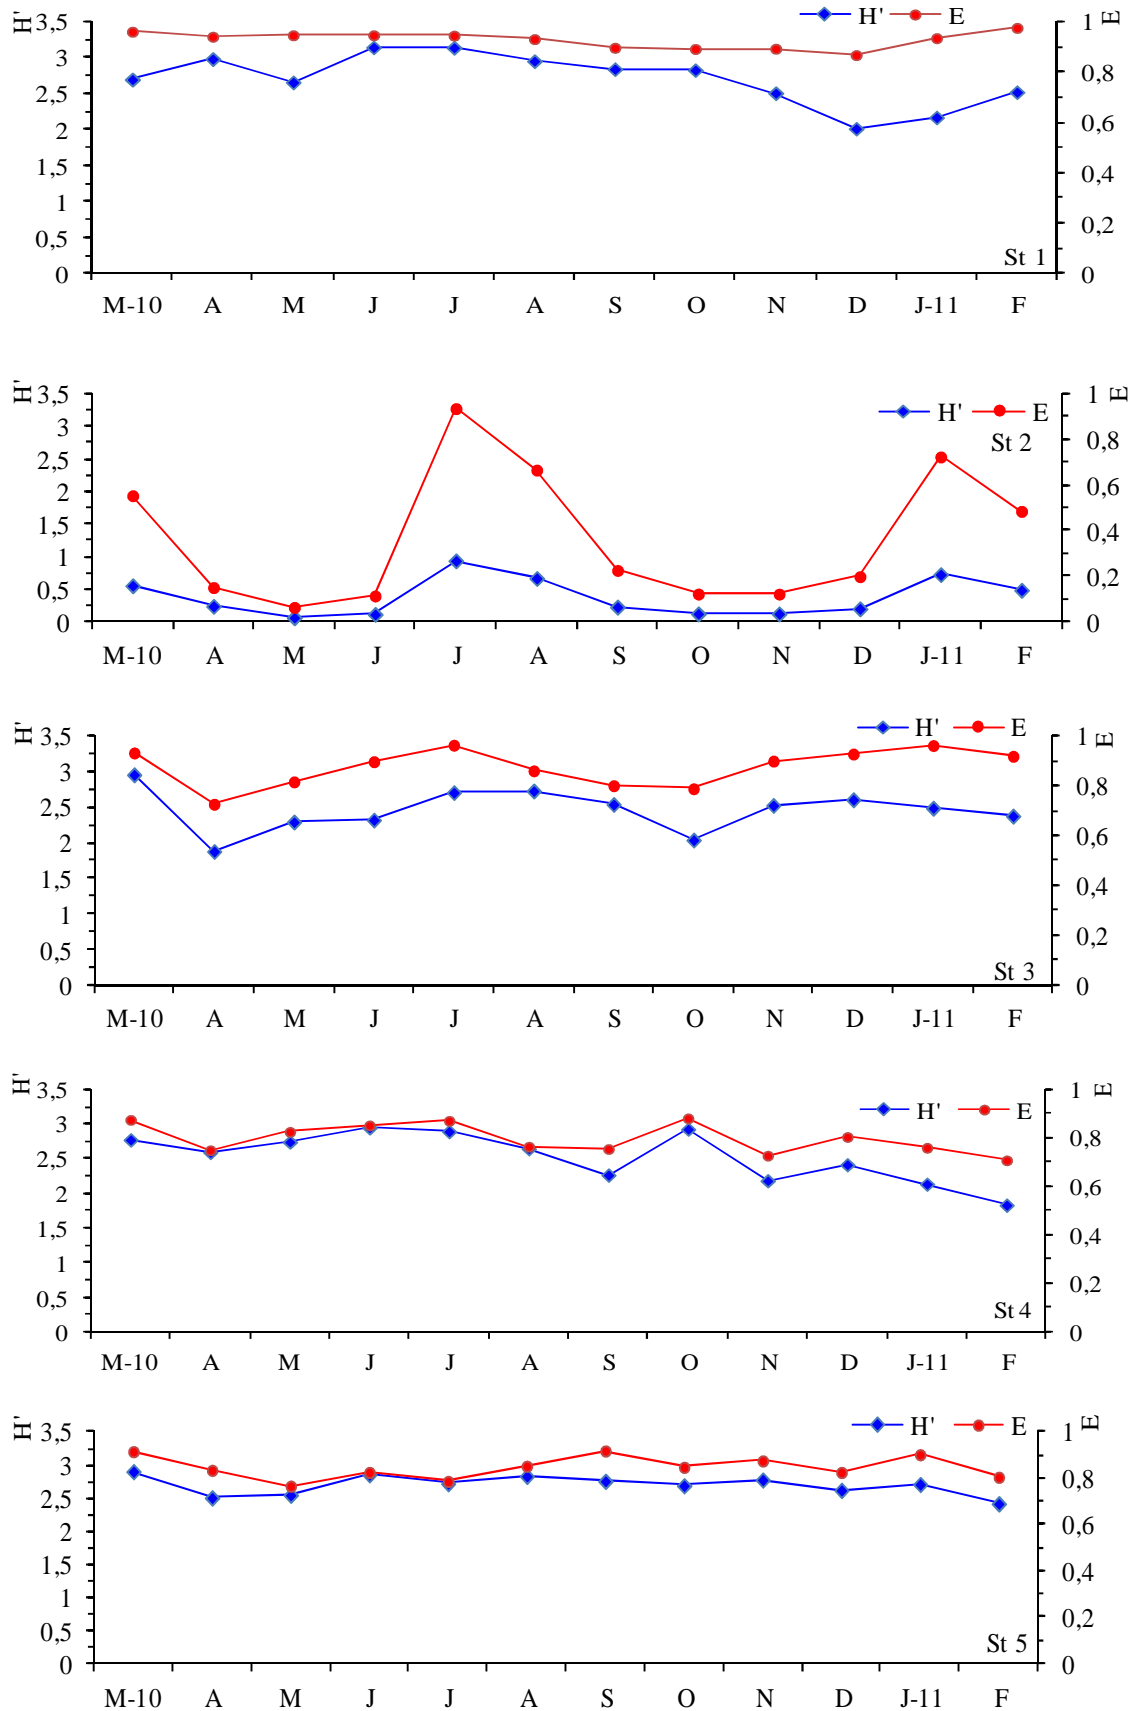 H' E
H' 3,5 1 E
3 0,8
2,5
2 0,6
1,5 0,4
1
0,5 0,2
0 St 1 0
M-10 A M J J A S O N D J-11 F
H' 3,5 1 E
H' E
3 St 2 0,8
2,5
2 0,6
1,5 0,4
1
0,5 0,2
0 0
M-10 A M J J A S O N D J-11 F
H' E
H' 3,5 1 E
3 0,8
2,5
2 0,6
1,5 0,4
1
0,5 0,2
0 St 3 0
M-10 A M J J A S O N D J-11 F
H' 3,5 1 E
H' E
3 0,8
2,5
2 0,6
1,5 0,4
1
0,5 St 4 0,2
0 0
M-10 A M J J A S O N D J-11 F
H' E
H' 3,5 1 E
3 0,8
2,5
2 0,6
1,5 0,4
1
0,5 St 5 0,2
0 0
M-10 A M J J A S O N D J-11 F